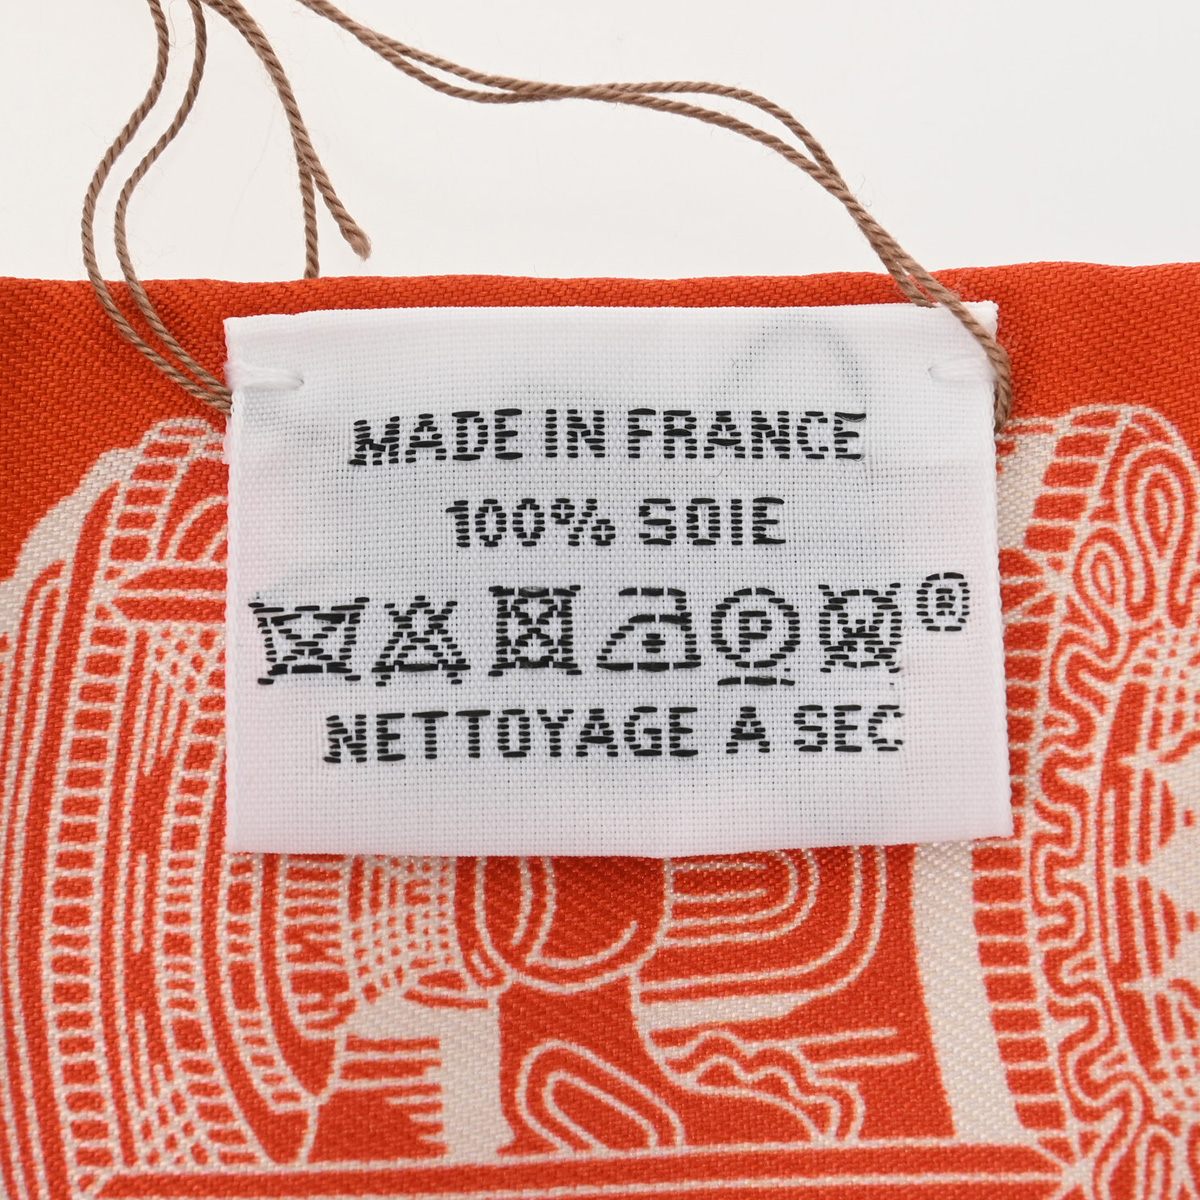 MADE IN FRANCE
100% SOIE
P W ®
NETTOYAGE A SEC